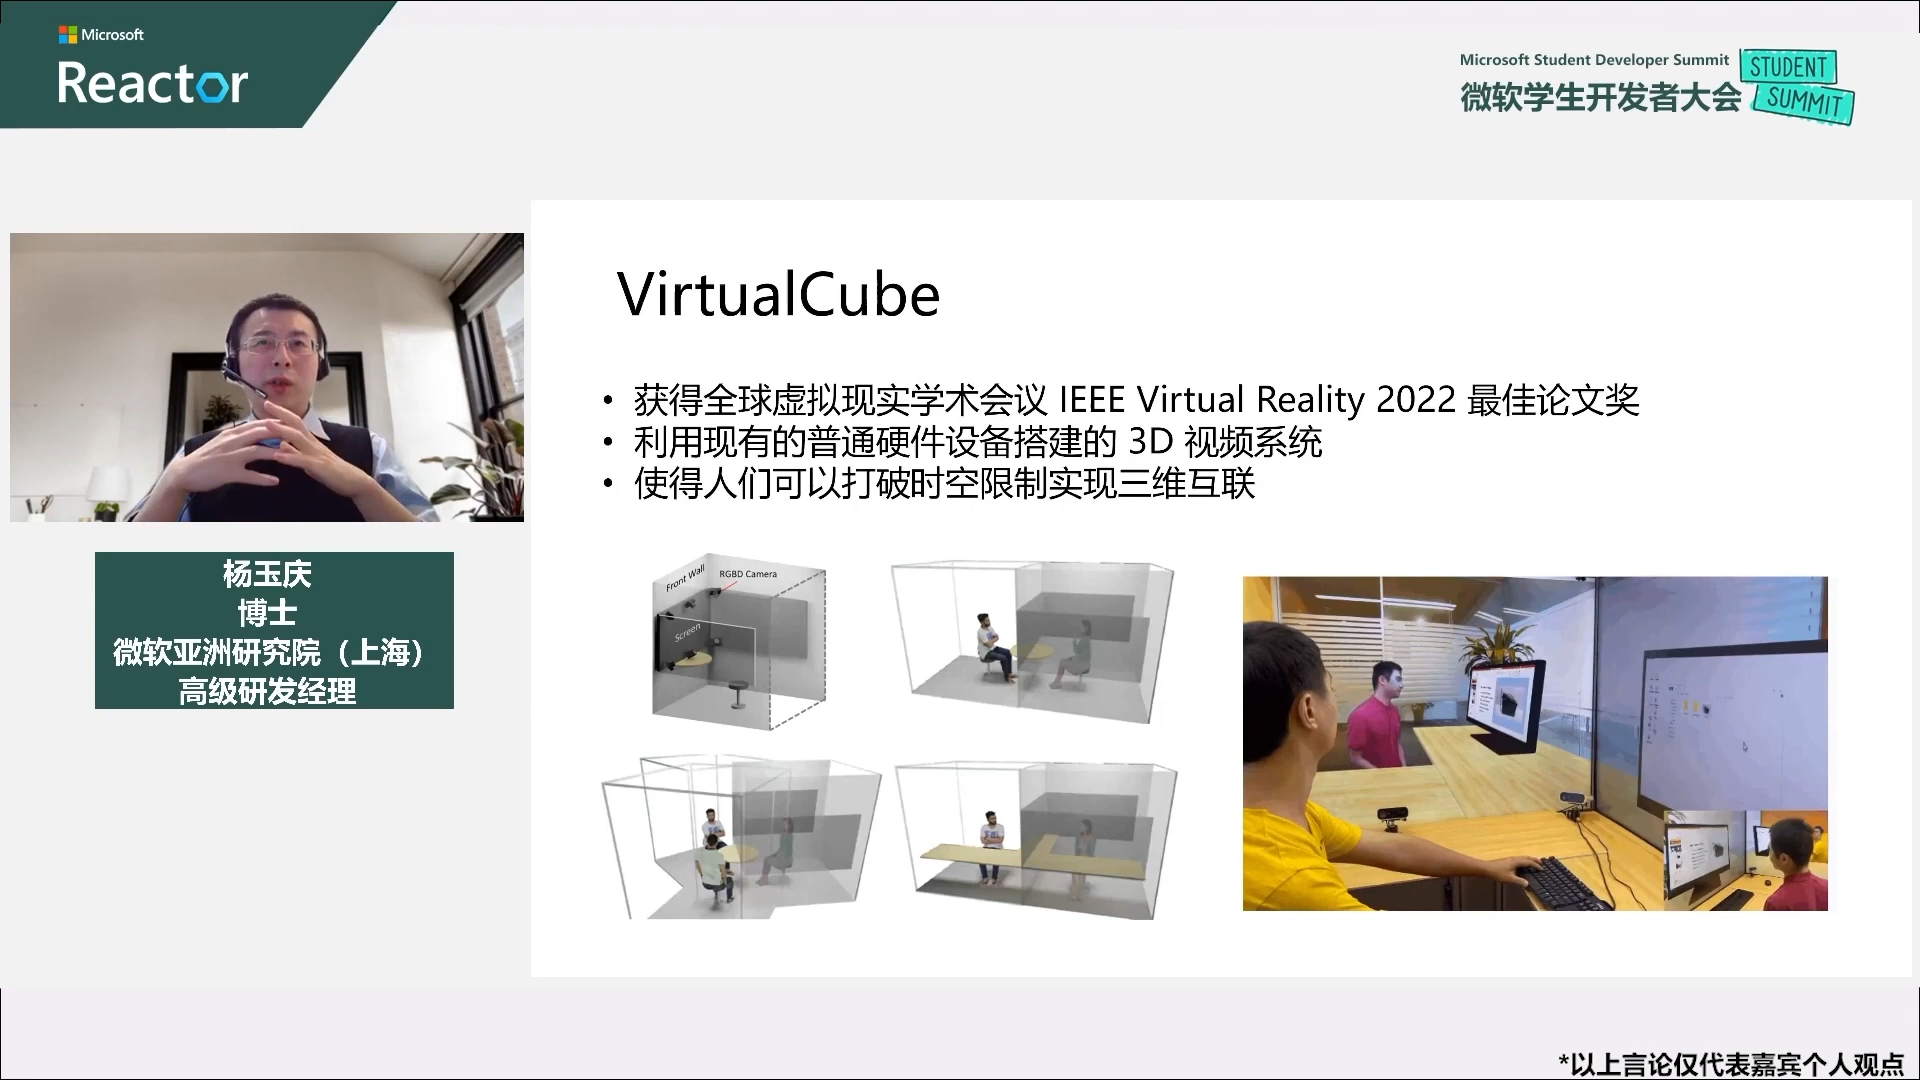 Microsoft
Reactor
Microsoft Student Developer Summit
微软学生开发者大会
STUDENT
SUMMIT
VirtualCube
• 获得全球虚拟现实学术会议 IEEE Virtual Reality 2022 最佳论文奖
• 利用现有的普通硬件设备搭建的 3D 视频系统
• 使得人们可以打破时空限制实现三维互联
Front Wall
RGBD Camera
Screen
杨玉庆
博士
微软亚洲研究院（上海）
高级研发经理
*以上言论仅代表嘉宾个人观点